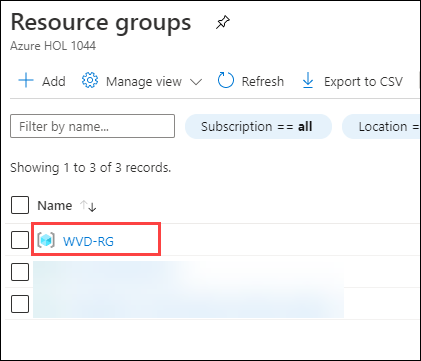 Resource groups
Azure HOL 1044
Add Manage view Refresh Export to CSV
Filter by name... Subscription == all Location =
Showing 1 to 3 of 3 records.
Name
WVD-RG